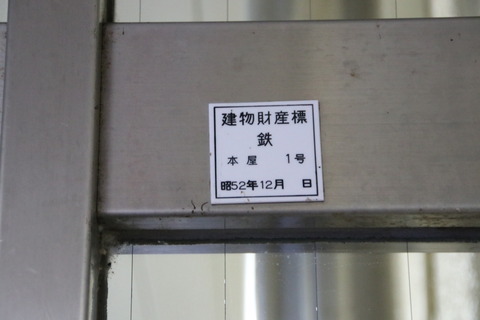 建物財産標
鉄
本屋 1号
昭52年12月 日